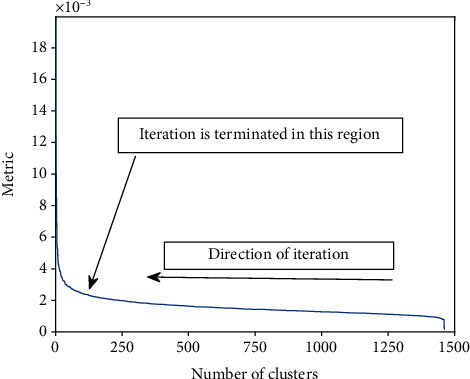 ×10⁻³
18
16
14
12
10
8
6
4
2
0
Metric
Iteration is terminated in this region
Direction of iteration
0 250 500 750 1000 1250 1500
Number of clusters